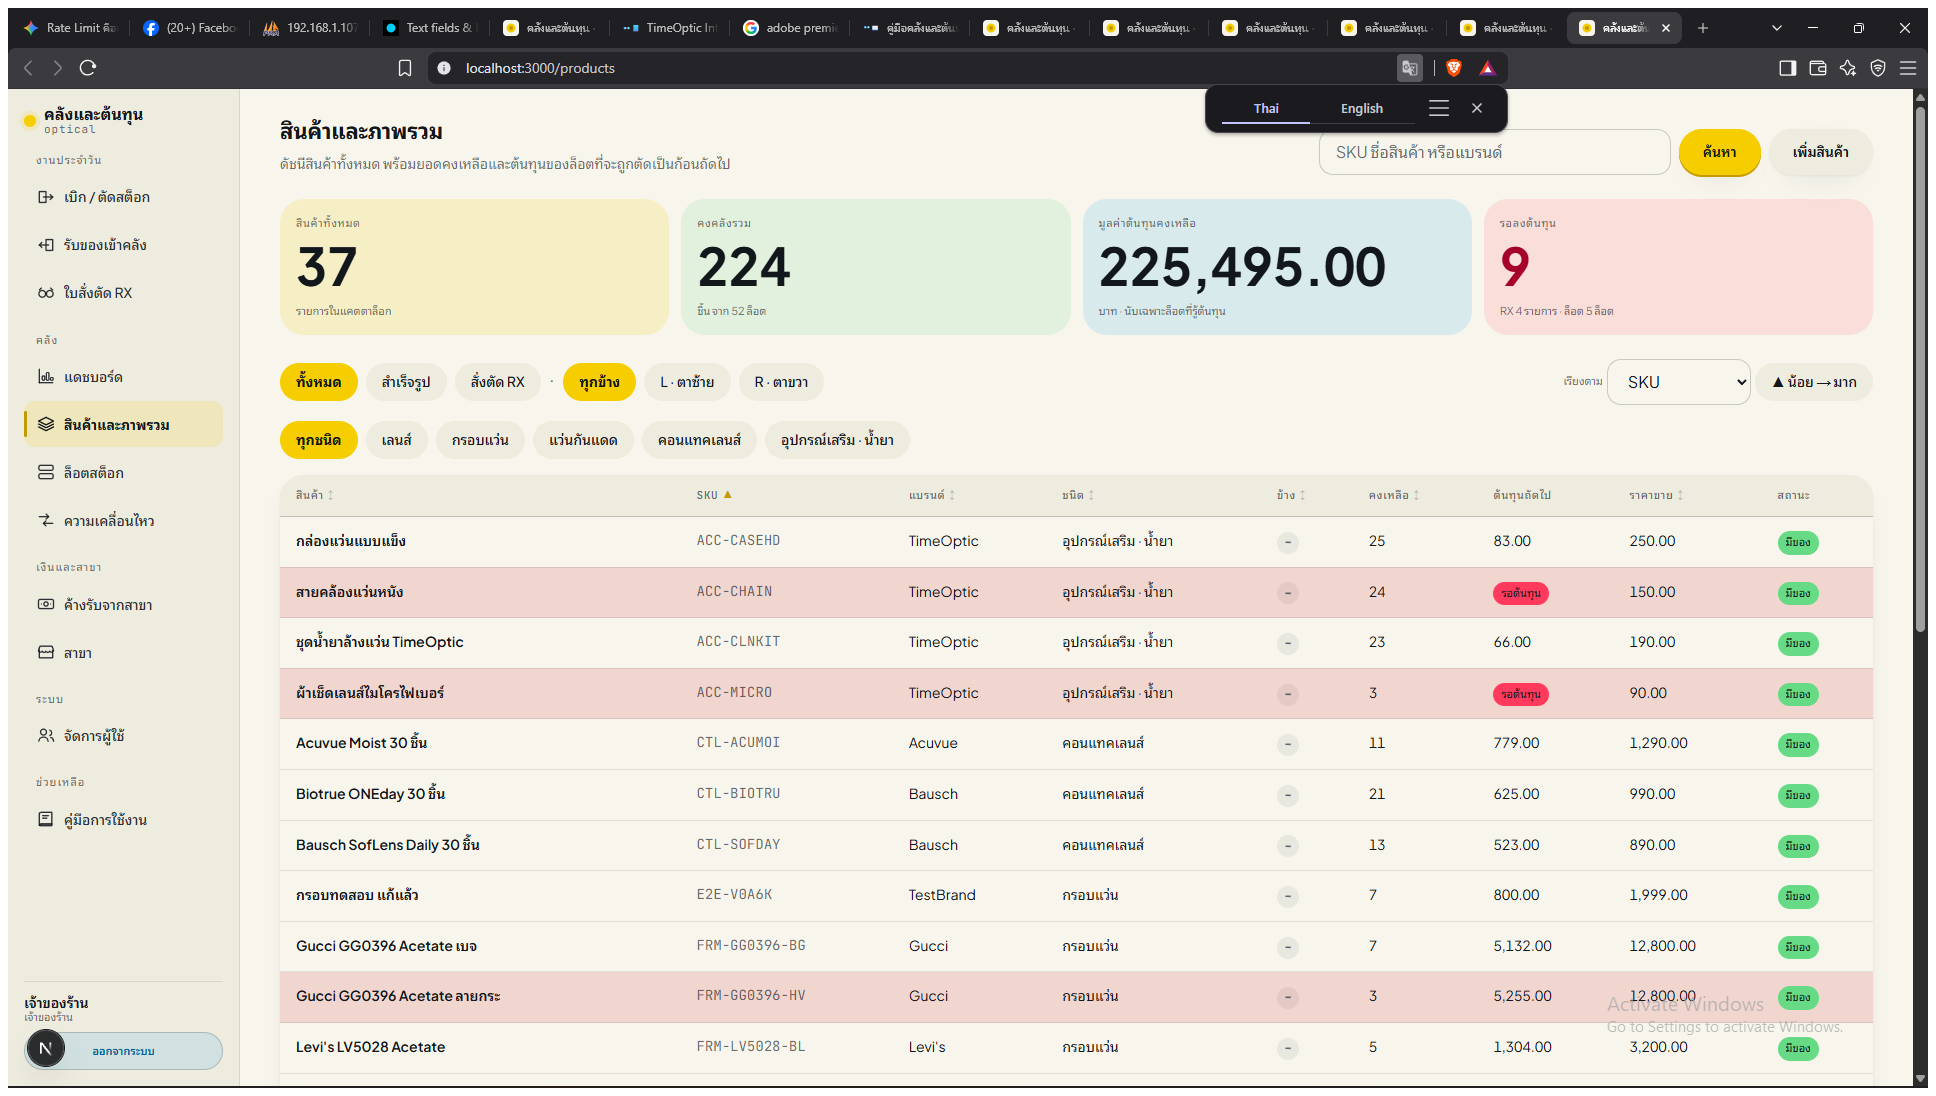 Rate Limit คือ
(20+) Facebo
192.168.1.107
Text fields &
คลังและต้นทุน ·
TimeOptic Int
adobe premie
คู่มือคลังและต้น
คลังและต้นทุน ·
คลังและต้นทุน ·
คลังและต้นทุน ·
คลังและต้นทุน ·
คลังและต้นทุน ·
คลังและต้น
localhost:3000/products
Thai English
คลังและต้นทุน
optical
งานประจำวัน
เบิก / ตัดสต็อก
รับของเข้าคลัง
ใบสั่งตัด RX
คลัง
แดชบอร์ด
สินค้าและภาพรวม
ล็อตสต็อก
ความเคลื่อนไหว
เงินและสาขา
ค้างรับจากสาขา
สาขา
ระบบ
จัดการผู้ใช้
ช่วยเหลือ
คู่มือการใช้งาน
เจ้าของร้าน
เจ้าของร้าน
N ออกจากระบบ
สินค้าและภาพรวม
ดัชนีสินค้าทั้งหมด พร้อมยอดคงเหลือและต้นทุนของล็อตที่จะถูกตัดเป็นก้อนถัดไป
SKU ชื่อสินค้า หรือแบรนด์ ค้นหา เพิ่มสินค้า
สินค้าทั้งหมด
37
รายการในแคตตาล็อก
คงคลังรวม
224
ชิ้น จาก 52 ล็อต
มูลค่าต้นทุนคงเหลือ
225,495.00
บาท · นับเฉพาะล็อตที่รู้ต้นทุน
รอลงต้นทุน
9
RX 4 รายการ · ล็อต 5 ล็อต
ทั้งหมด สำเร็จรูป สั่งตัด RX · ทุกข้าง L · ตาซ้าย R · ตาขวา เรียงตาม SKU ▲ น้อย → มาก
ทุกชนิด เลนส์ กรอบแว่น แว่นกันแดด คอนแทคเลนส์ อุปกรณ์เสริม · น้ำยา
สินค้า ↕ SKU ▲ แบรนด์ ↕ ชนิด ↕ ข้าง ↕ คงเหลือ ↕ ต้นทุนถัดไป ราคาขาย ↕ สถานะ
กล่องแว่นแบบแข็ง ACC-CASEHD TimeOptic อุปกรณ์เสริม · น้ำยา – 25 83.00 250.00 มีของ
สายคล้องแว่นหนัง ACC-CHAIN TimeOptic อุปกรณ์เสริม · น้ำยา – 24 รอต้นทุน 150.00 มีของ
ชุดน้ำยาล้างแว่น TimeOptic ACC-CLNKIT TimeOptic อุปกรณ์เสริม · น้ำยา – 23 66.00 190.00 มีของ
ผ้าเช็ดเลนส์ไมโครไฟเบอร์ ACC-MICRO TimeOptic อุปกรณ์เสริม · น้ำยา – 3 รอต้นทุน 90.00 มีของ
Acuvue Moist 30 ชิ้น CTL-ACUMOI Acuvue คอนแทคเลนส์ – 11 779.00 1,290.00 มีของ
Biotrue ONEday 30 ชิ้น CTL-BIOTRU Bausch คอนแทคเลนส์ – 21 625.00 990.00 มีของ
Bausch SofLens Daily 30 ชิ้น CTL-SOFDAY Bausch คอนแทคเลนส์ – 13 523.00 890.00 มีของ
กรอบทดสอบ แก้แล้ว E2E-V0A6K TestBrand กรอบแว่น – 7 800.00 1,999.00 มีของ
Gucci GG0396 Acetate เบจ FRM-GG0396-BG Gucci กรอบแว่น – 7 5,132.00 12,800.00 มีของ
Gucci GG0396 Acetate ลายกระ FRM-GG0396-HV Gucci กรอบแว่น – 3 5,255.00 12,800.00 มีของ
Levi's LV5028 Acetate FRM-LV5028-BL Levi's กรอบแว่น – 5 1,304.00 3,200.00 มีของ
Activate Windows
Go to Settings to activate Windows.